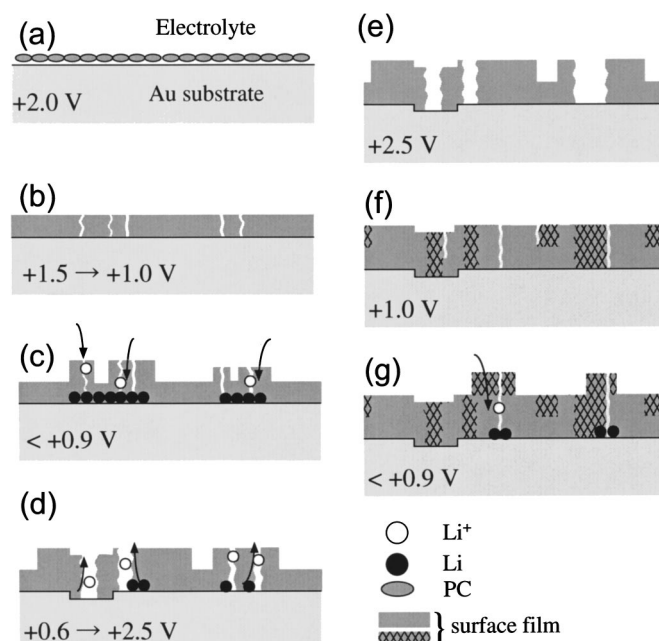 (a)
Electrolyte
Au substrate
+2.0 V
(b)
+1.5 → +1.0 V
(c)
< +0.9 V
(d)
+0.6 → +2.5 V
(e)
+2.5 V
(f)
+1.0 V
(g)
< +0.9 V
Li⁺
Li
PC
surface film